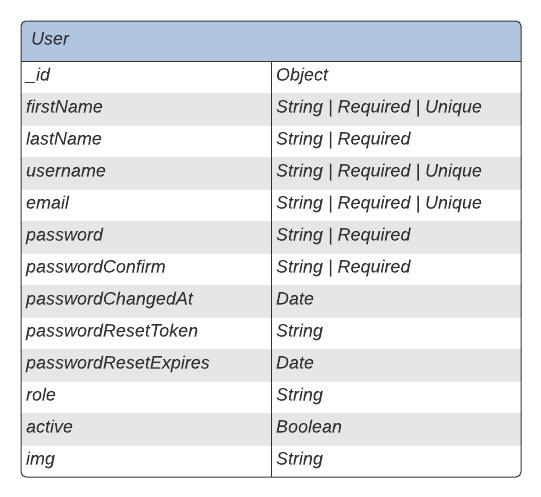 User
_id Object
firstName String | Required | Unique
lastName String | Required
username String | Required | Unique
email String | Required | Unique
password String | Required
passwordConfirm String | Required
passwordChangedAt Date
passwordResetToken String
passwordResetExpires Date
role String
active Boolean
img String